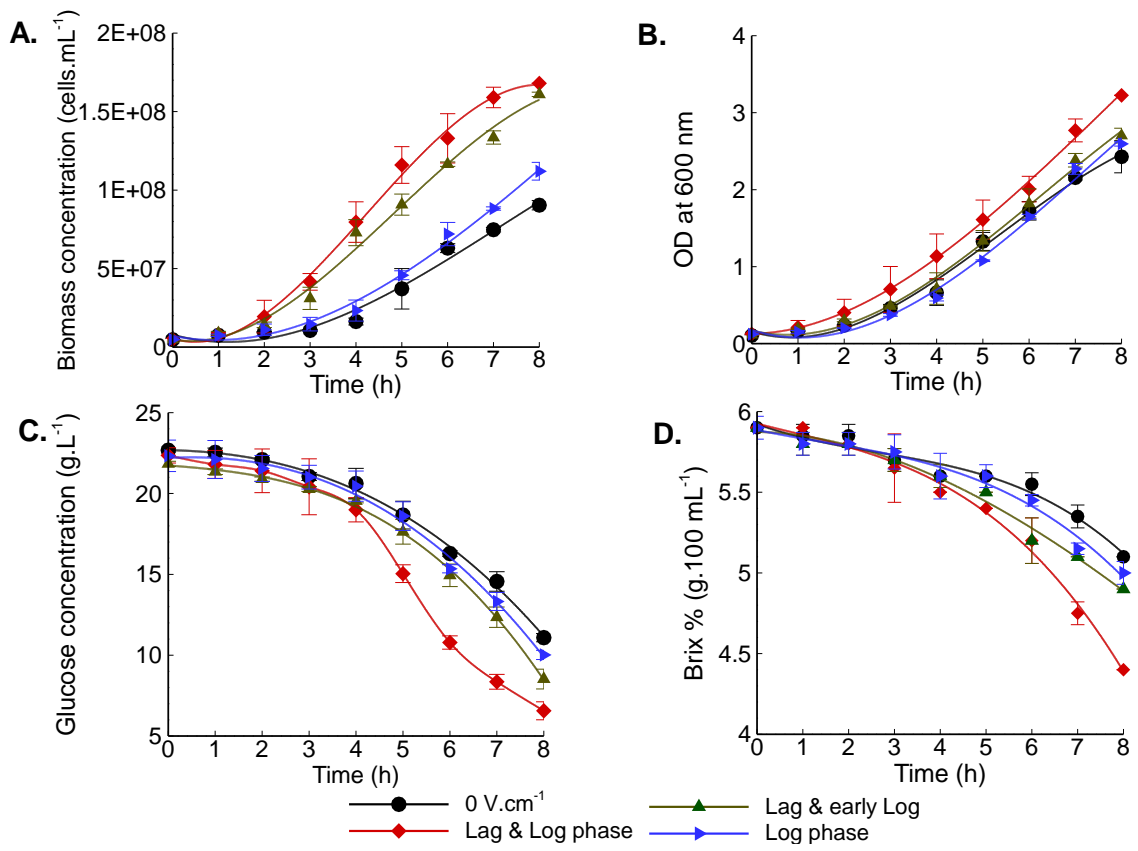 A.
Biomass concentration (cells.mL⁻¹)
2E+08
1.5E+08
1E+08
5E+07
0
0 1 2 3 4 5 6 7 8
Time (h)
B.
OD at 600 nm
4
3
2
1
0
0 1 2 3 4 5 6 7 8
Time (h)
C.
Glucose concentration (g.L⁻¹)
25
20
15
10
5
0 1 2 3 4 5 6 7 8
Time (h)
D.
Brix % (g.100 mL⁻¹)
6
5.5
5
4.5
4
0 1 2 3 4 5 6 7 8
Time (h)
0 V.cm⁻¹
Lag & early Log
Lag & Log phase
Log phase